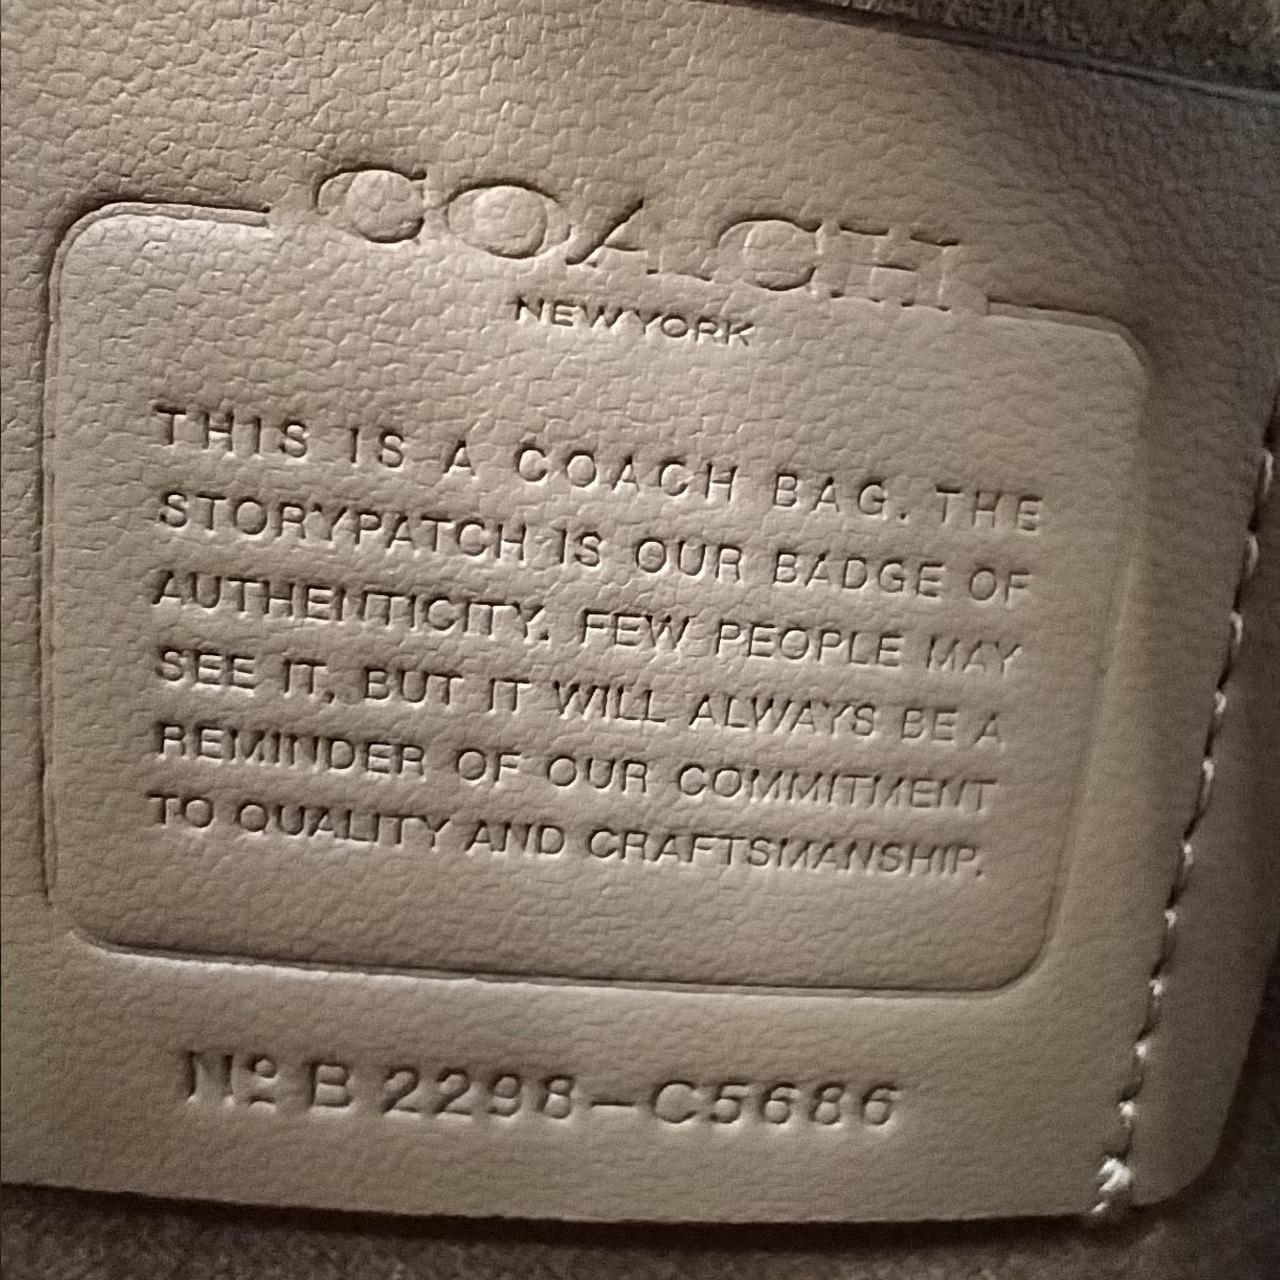 COACH
NEW YORK
THIS IS A COACH BAG. THE
STORYPATCH IS OUR BADGE OF
AUTHENTICITY. FEW PEOPLE MAY
SEE IT, BUT IT WILL ALWAYS BE A
REMINDER OF OUR COMMITMENT
TO QUALITY AND CRAFTSMANSHIP.
Nº B2298-C5686